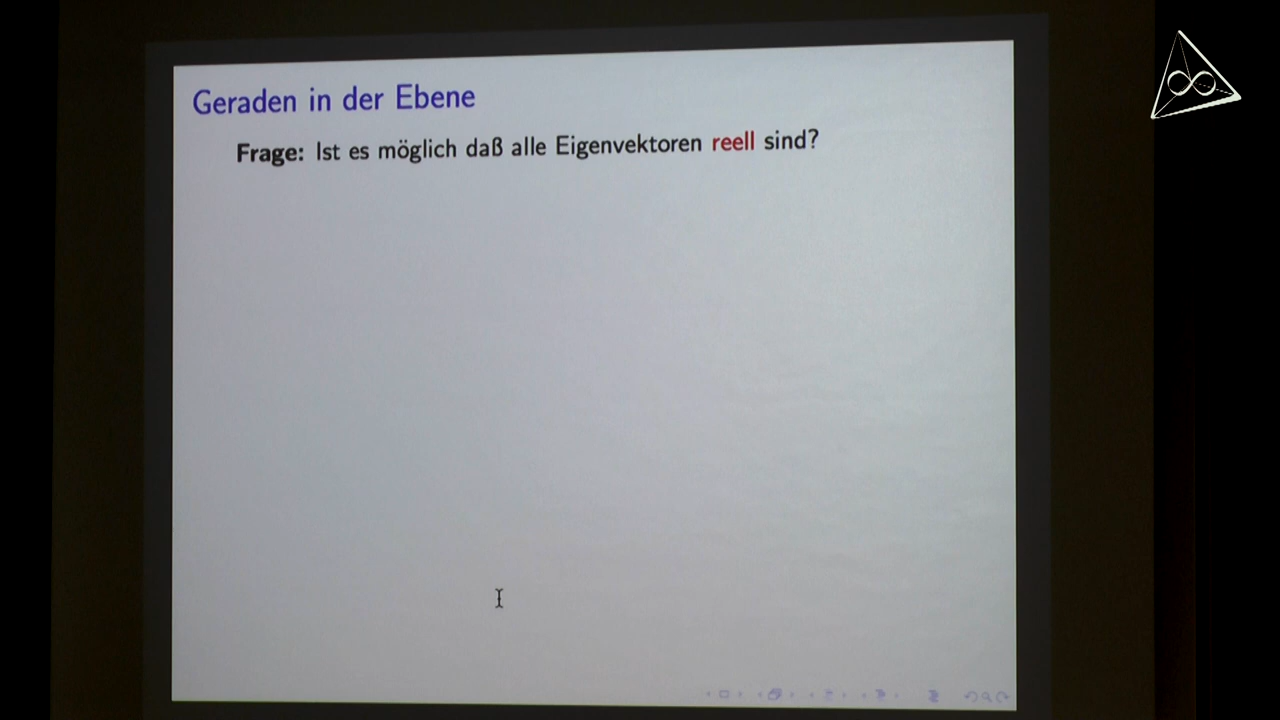 Geraden in der Ebene
Frage: Ist es möglich daß alle Eigenvektoren reell sind?